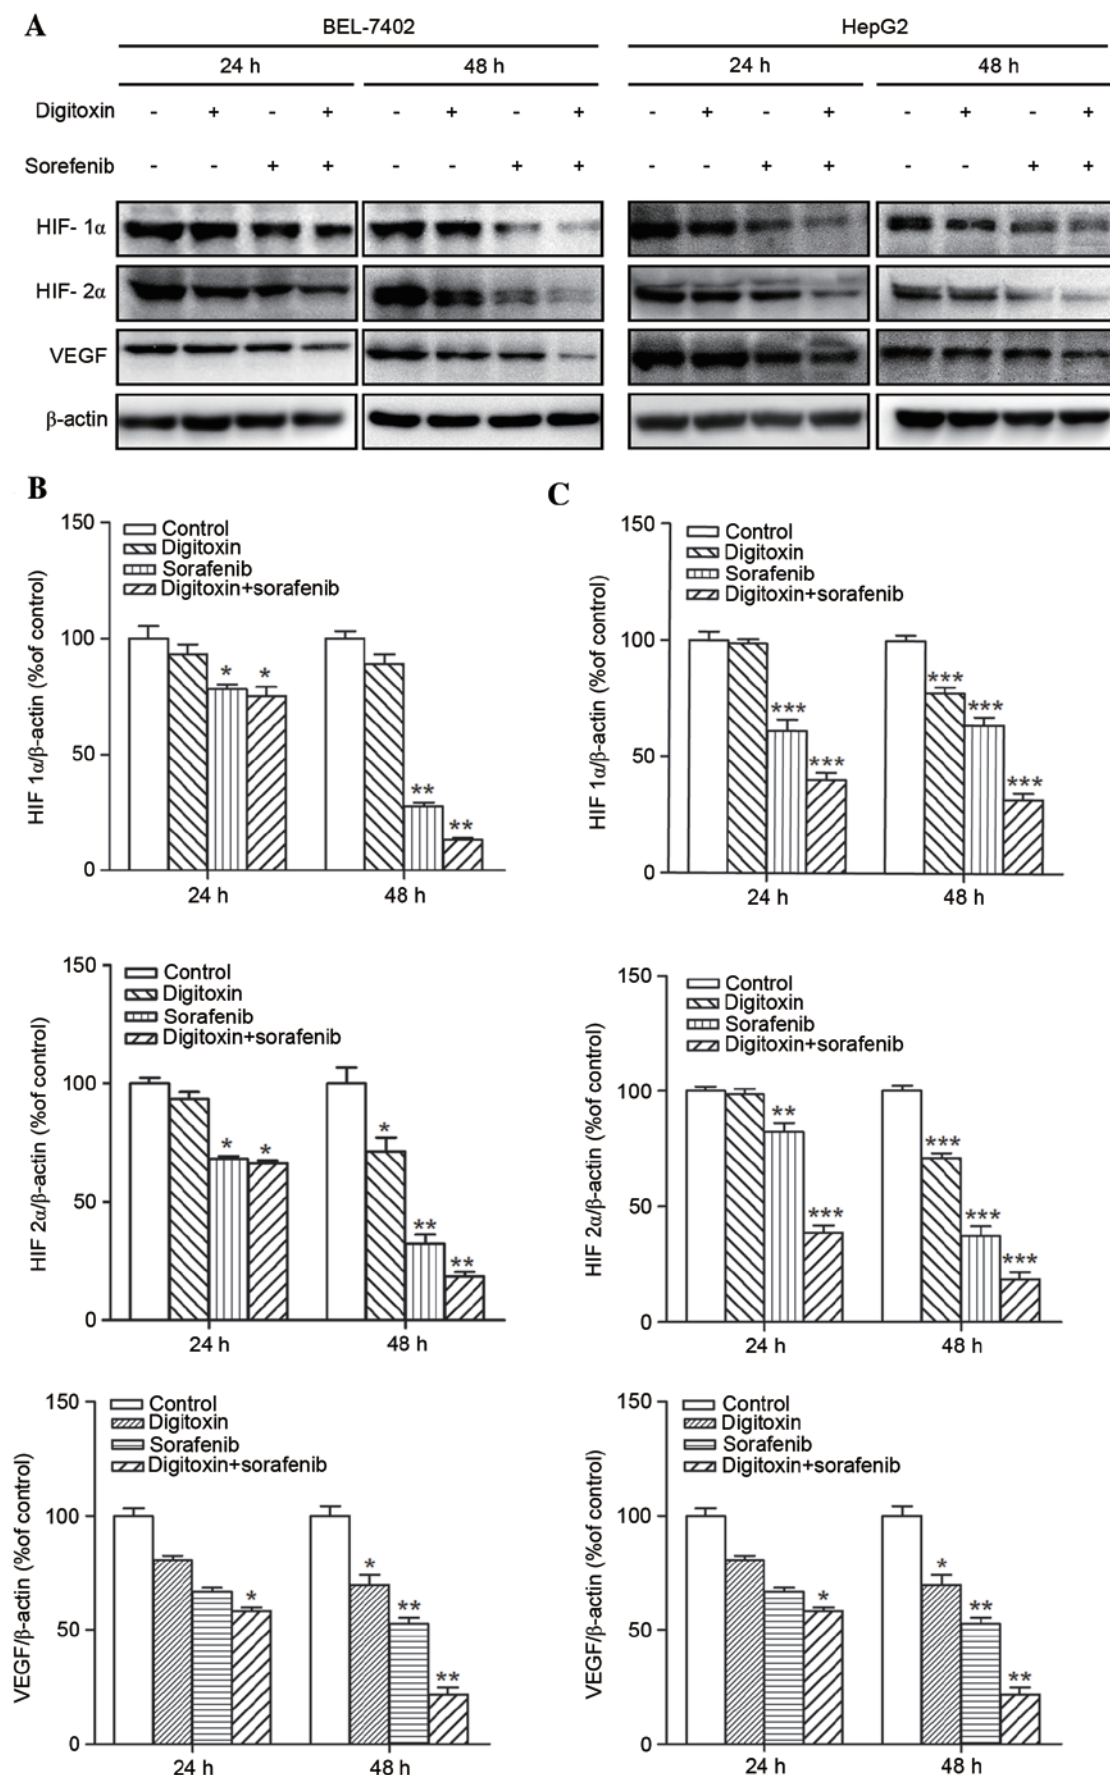 A
BEL-7402 HepG2
24 h 48 h 24 h 48 h
Digitoxin - + - + - + - + - + - + - + - +
Sorefenib - - + + - - + + - - + + - - + +
HIF- 1α
HIF- 2α
VEGF
β-actin
B
150
100
50
0
HIF 1α/β-actin (%of control)
Control
Digitoxin
Sorafenib
Digitoxin+sorafenib
* *
** **
24 h 48 h
C
150
100
50
0
HIF 1α/β-actin (%of control)
Control
Digitoxin
Sorafenib
Digitoxin+sorafenib
*** ***
*** *** ***
24 h 48 h
150
100
50
0
HIF 2α/β-actin (%of control)
Control
Digitoxin
Sorafenib
Digitoxin+sorafenib
* *
* ** **
24 h 48 h
150
100
50
0
HIF 2α/β-actin (%of control)
Control
Digitoxin
Sorafenib
Digitoxin+sorafenib
** ***
*** *** ***
24 h 48 h
150
100
50
0
VEGF/β-actin (%of control)
Control
Digitoxin
Sorafenib
Digitoxin+sorafenib
*
* ** **
24 h 48 h
150
100
50
0
VEGF/β-actin (%of control)
Control
Digitoxin
Sorafenib
Digitoxin+sorafenib
*
* ** **
24 h 48 h